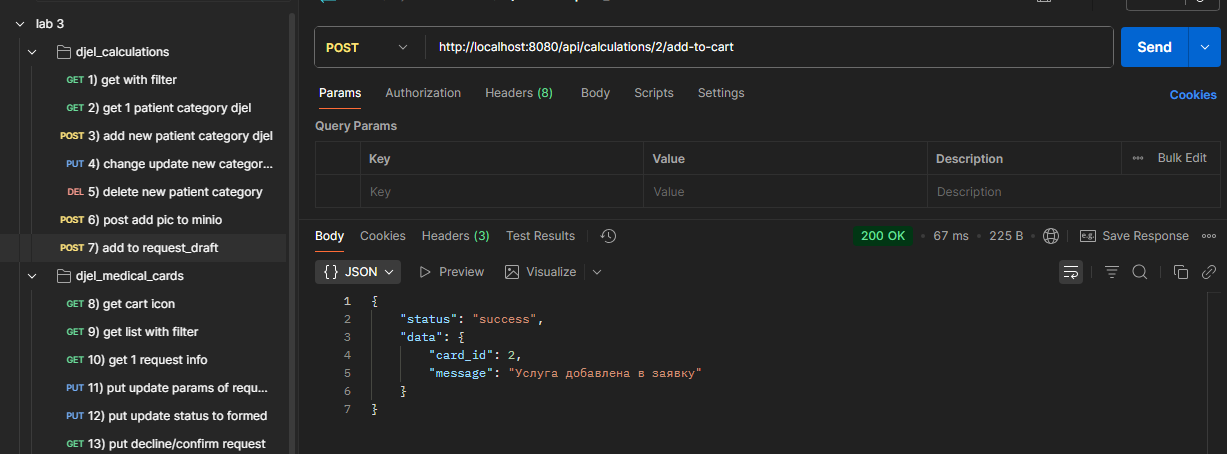 lab 3
djel_calculations
GET 1) get with filter
GET 2) get 1 patient category djel
POST 3) add new patient category djel
PUT 4) change update new categor...
DEL 5) delete new patient category
POST 6) post add pic to minio
POST 7) add to request_draft
djel_medical_cards
GET 8) get cart icon
GET 9) get list with filter
GET 10) get 1 request info
PUT 11) put update params of requ...
PUT 12) put update status to formed
GET 13) put decline/confirm request
POST http://localhost:8080/api/calculations/2/add-to-cart Send
Params Authorization Headers (8) Body Scripts Settings Cookies
Query Params
Key Value Description Bulk Edit
Key Value Description
Body Cookies Headers (3) Test Results 200 OK • 67 ms • 225 B Save Response
{} JSON Preview Visualize
1 {
2 "status": "success",
3 "data": {
4 "card_id": 2,
5 "message": "Услуга добавлена в заявку"
6 }
7 }